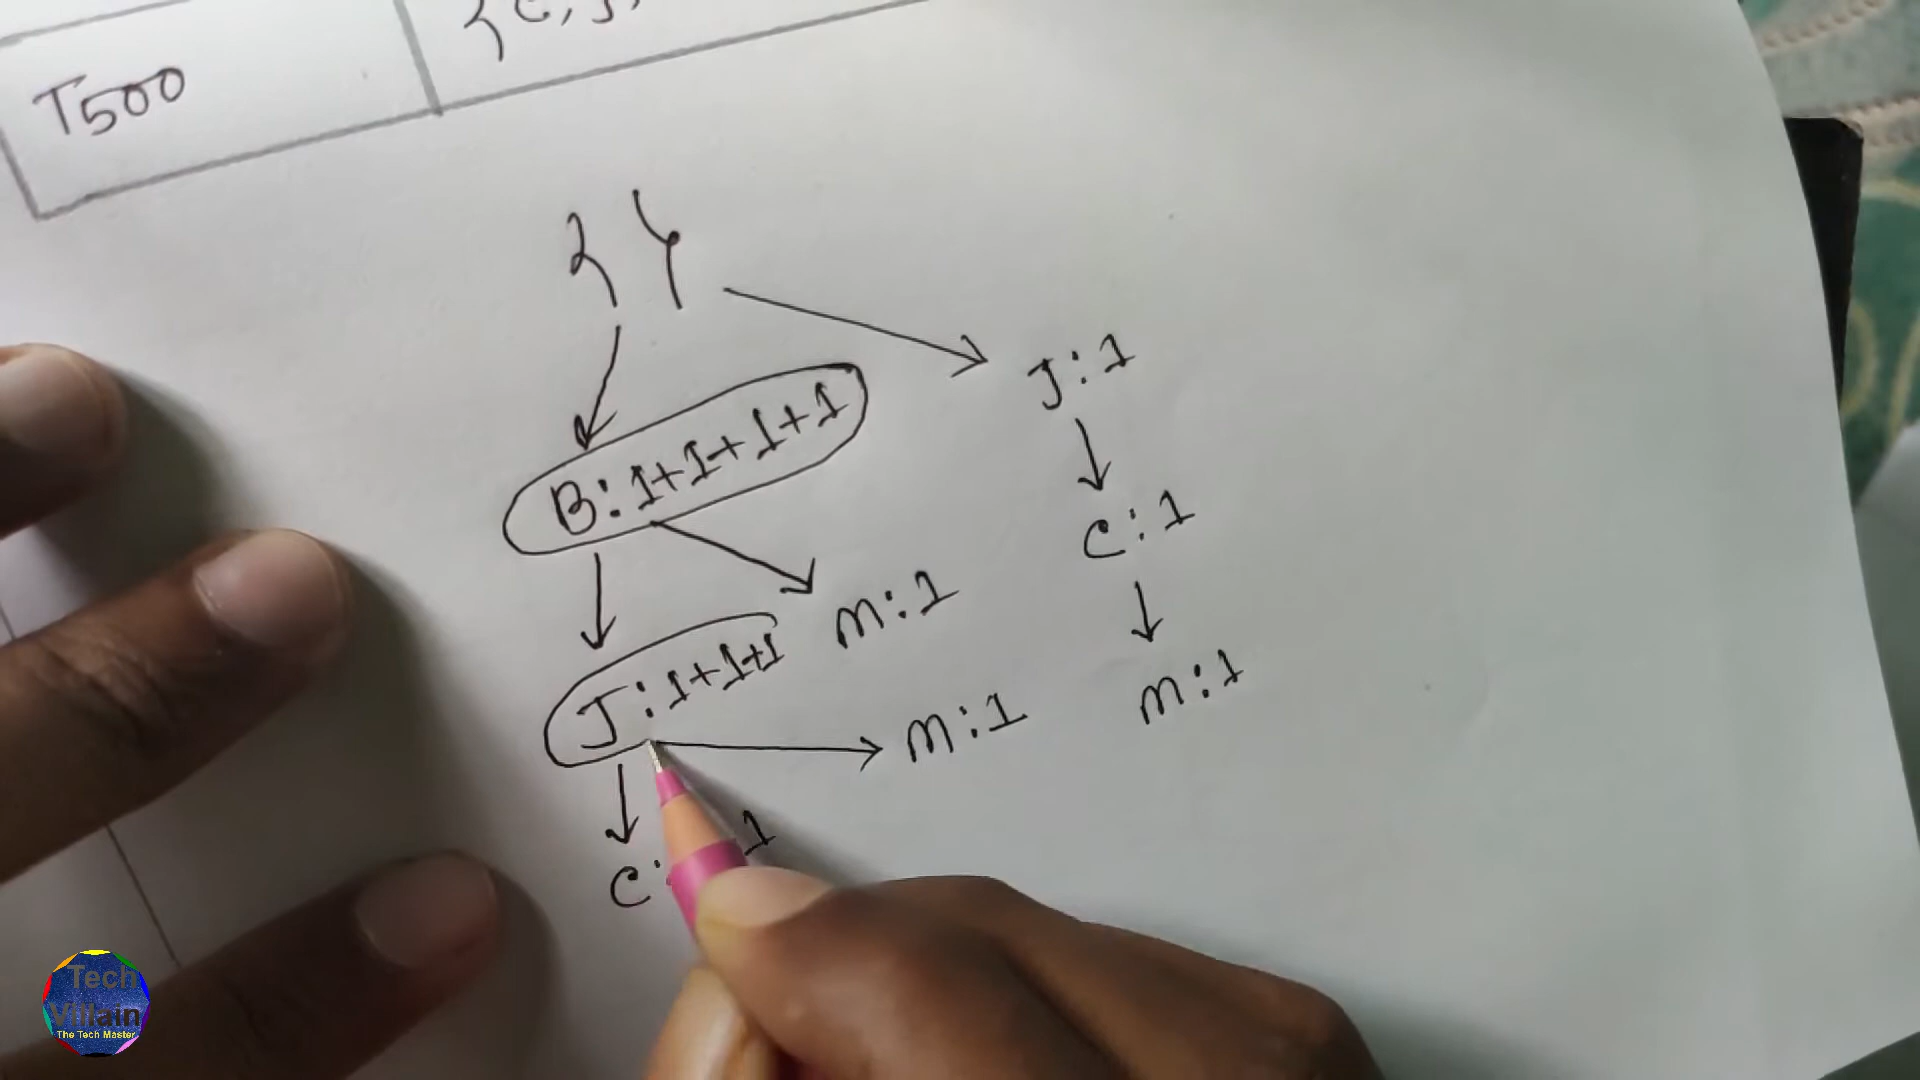 {C, J,
T500
{ }
J:1
B:1+1+1+1
C:1
m:1
J:1+1+1
m:1
m:1
C: 1
Tech
Villain
The Tech Master